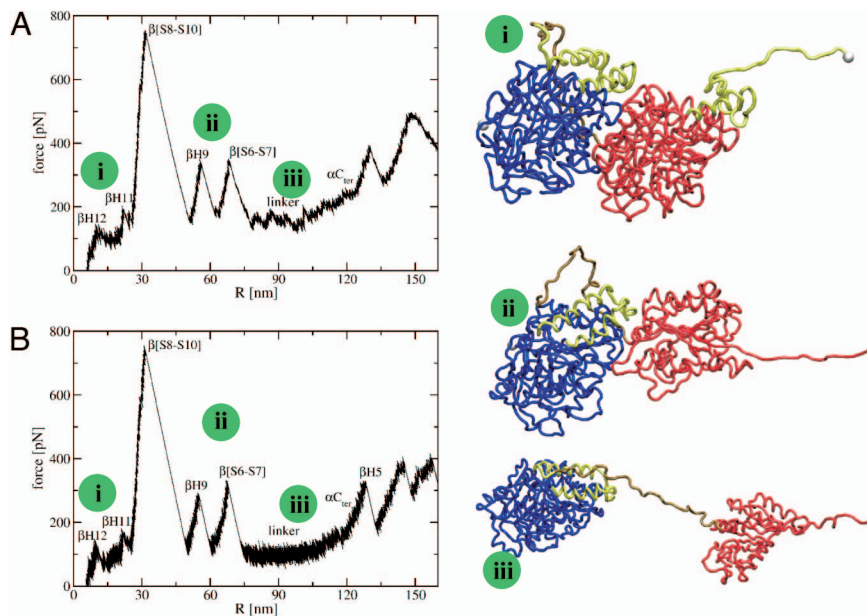 A
800
600
400
200
0
force [pN]
βH12
i
βH11
β[S8-S10]
ii
βH9
β[S6-S7]
iii
linker
αCter
0 30 60 90 120 150
R [nm]
B
800
600
400
200
0
force [pN]
βH12
i
βH11
β[S8-S10]
ii
βH9
β[S6-S7]
iii
linker
αCter
βH5
0 30 60 90 120 150
R [nm]
i
ii
iii